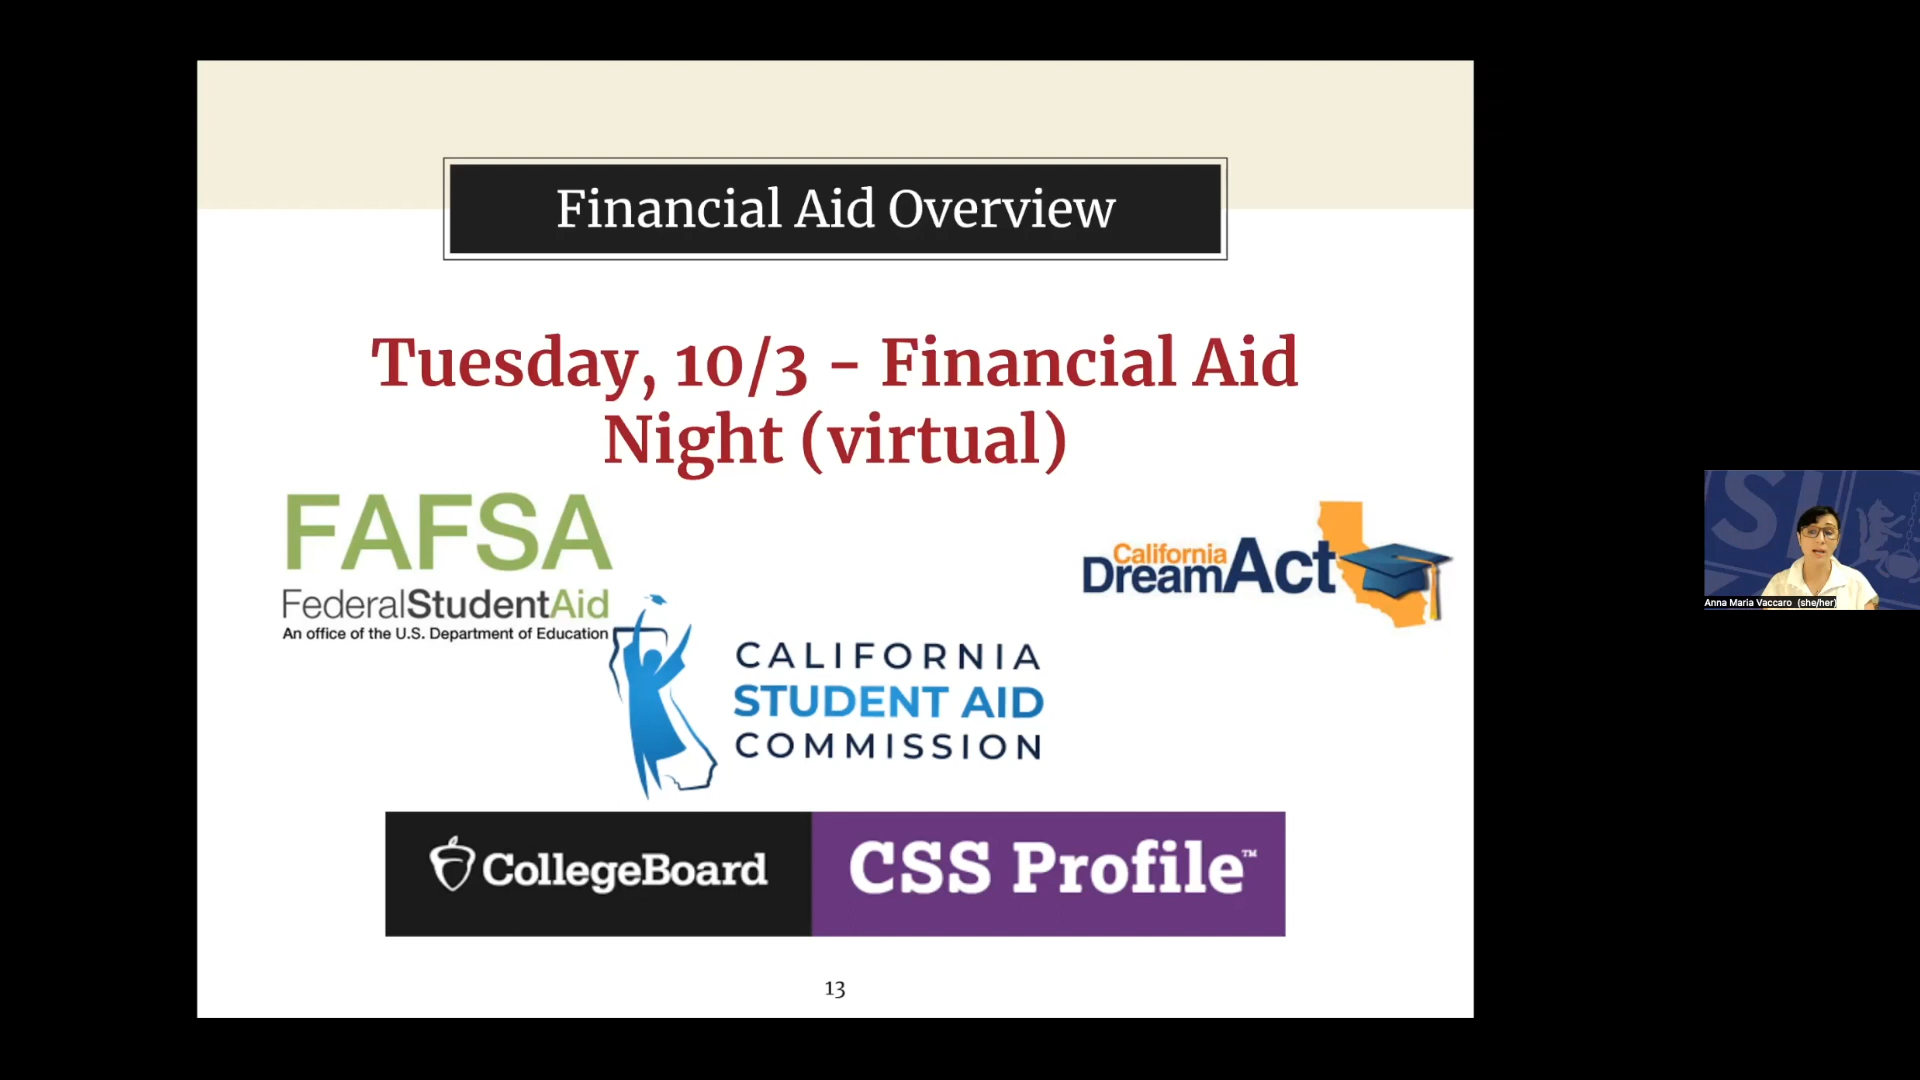 Financial Aid Overview
Tuesday, 10/3 - Financial Aid
Night (virtual)
FAFSA
FederalStudentAid
An office of the U.S. Department of Education
California
DreamAct
CALIFORNIA
STUDENT AID
COMMISSION
CollegeBoard
CSS Profile™
13
SI
Anna Maria Vaccaro (she/her)